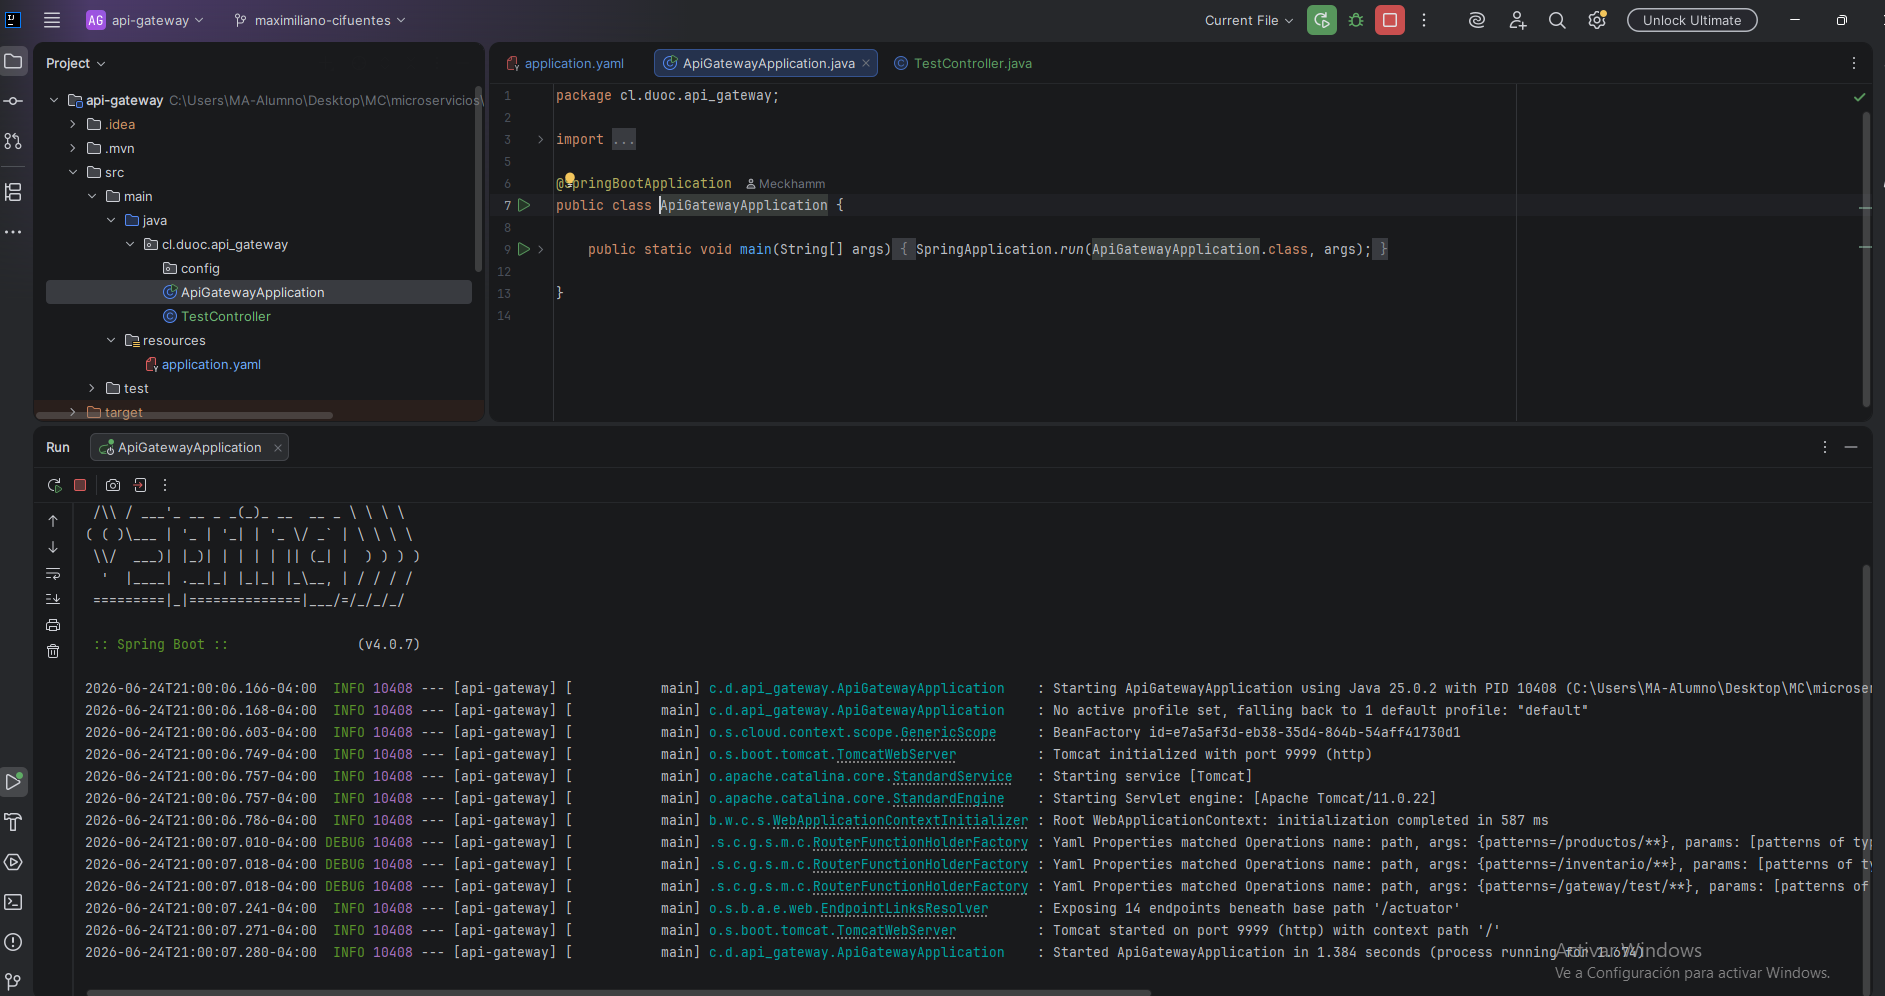 AG api-gateway maximiliano-cifuentes Current File Unlock Ultimate
Project
api-gateway C:\Users\MA-Alumno\Desktop\MC\microservicios\
.idea
.mvn
src
main
java
cl.duoc.api_gateway
config
ApiGatewayApplication
TestController
resources
application.yaml
test
target
application.yaml ApiGatewayApplication.java TestController.java
1 package cl.duoc.api_gateway;
2
3 import ...
5
6 @SpringBootApplication Meckhamm
7 public class ApiGatewayApplication {
8
9 public static void main(String[] args) { SpringApplication.run(ApiGatewayApplication.class, args); }
12
13 }
14
Run ApiGatewayApplication
 /\\ / ___'_ __ _ _(_)_ __  __ _ \ \ \ \
( ( )\___ | '_ | '_| | '_ \/ _` | \ \ \ \
 \\/  ___)| |_)| | | | | || (_| |  ) ) ) )
  '  |____| .__|_| |_|_| |_\__, | / / / /
 =========|_|==============|___/=/_/_/_/
:: Spring Boot :: (v4.0.7)
2026-06-24T21:00:06.166-04:00 INFO 10408 --- [api-gateway] [ main] c.d.api_gateway.ApiGatewayApplication : Starting ApiGatewayApplication using Java 25.0.2 with PID 10408 (C:\Users\MA-Alumno\Desktop\MC\microser
2026-06-24T21:00:06.168-04:00 INFO 10408 --- [api-gateway] [ main] c.d.api_gateway.ApiGatewayApplication : No active profile set, falling back to 1 default profile: "default"
2026-06-24T21:00:06.603-04:00 INFO 10408 --- [api-gateway] [ main] o.s.cloud.context.scope.GenericScope : BeanFactory id=e7a5af3d-eb38-35d4-864b-54aff41730d1
2026-06-24T21:00:06.749-04:00 INFO 10408 --- [api-gateway] [ main] o.s.boot.tomcat.TomcatWebServer : Tomcat initialized with port 9999 (http)
2026-06-24T21:00:06.757-04:00 INFO 10408 --- [api-gateway] [ main] o.apache.catalina.core.StandardService : Starting service [Tomcat]
2026-06-24T21:00:06.757-04:00 INFO 10408 --- [api-gateway] [ main] o.apache.catalina.core.StandardEngine : Starting Servlet engine: [Apache Tomcat/11.0.22]
2026-06-24T21:00:06.786-04:00 INFO 10408 --- [api-gateway] [ main] b.w.c.s.WebApplicationContextInitializer : Root WebApplicationContext: initialization completed in 587 ms
2026-06-24T21:00:07.010-04:00 DEBUG 10408 --- [api-gateway] [ main] .s.c.g.s.m.c.RouterFunctionHolderFactory : Yaml Properties matched Operations name: path, args: {patterns=/productos/**}, params: [patterns of typ
2026-06-24T21:00:07.018-04:00 DEBUG 10408 --- [api-gateway] [ main] .s.c.g.s.m.c.RouterFunctionHolderFactory : Yaml Properties matched Operations name: path, args: {patterns=/inventario/**}, params: [patterns of ty
2026-06-24T21:00:07.018-04:00 DEBUG 10408 --- [api-gateway] [ main] .s.c.g.s.m.c.RouterFunctionHolderFactory : Yaml Properties matched Operations name: path, args: {patterns=/gateway/test/**}, params: [patterns of
2026-06-24T21:00:07.241-04:00 INFO 10408 --- [api-gateway] [ main] o.s.b.a.e.web.EndpointLinksResolver : Exposing 14 endpoints beneath base path '/actuator'
2026-06-24T21:00:07.271-04:00 INFO 10408 --- [api-gateway] [ main] o.s.boot.tomcat.TomcatWebServer : Tomcat started on port 9999 (http) with context path '/'
2026-06-24T21:00:07.280-04:00 INFO 10408 --- [api-gateway] [ main] c.d.api_gateway.ApiGatewayApplication : Started ApiGatewayApplication in 1.384 seconds (process running for 1.674)
Activar Windows
Ve a Configuración para activar Windows.